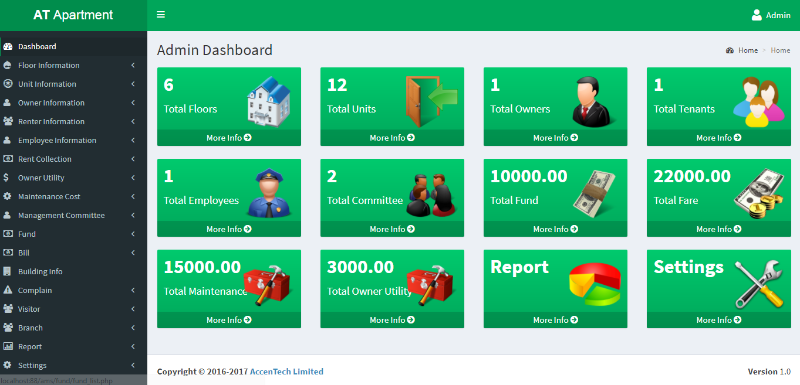 AT Apartment
Admin
Dashboard
Floor Information
Unit Information
Owner Information
Renter Information
Employee Information
Rent Collection
Owner Utility
Maintenance Cost
Management Committee
Fund
Bill
Building Info
Complain
Visitor
Branch
Report
Settings
Admin Dashboard
Home
Home
6
Total Floors
More Info
12
Total Units
More Info
1
Total Owners
More Info
1
Total Tenants
More Info
1
Total Employees
More Info
2
Total Committee
More Info
10000.00
Total Fund
More Info
22000.00
Total Fare
More Info
15000.00
Total Maintenance
More Info
3000.00
Total Owner Utility
More Info
Report
More Info
Settings
More Info
Copyright © 2016-2017 AccenTech Limited
Version 1.0